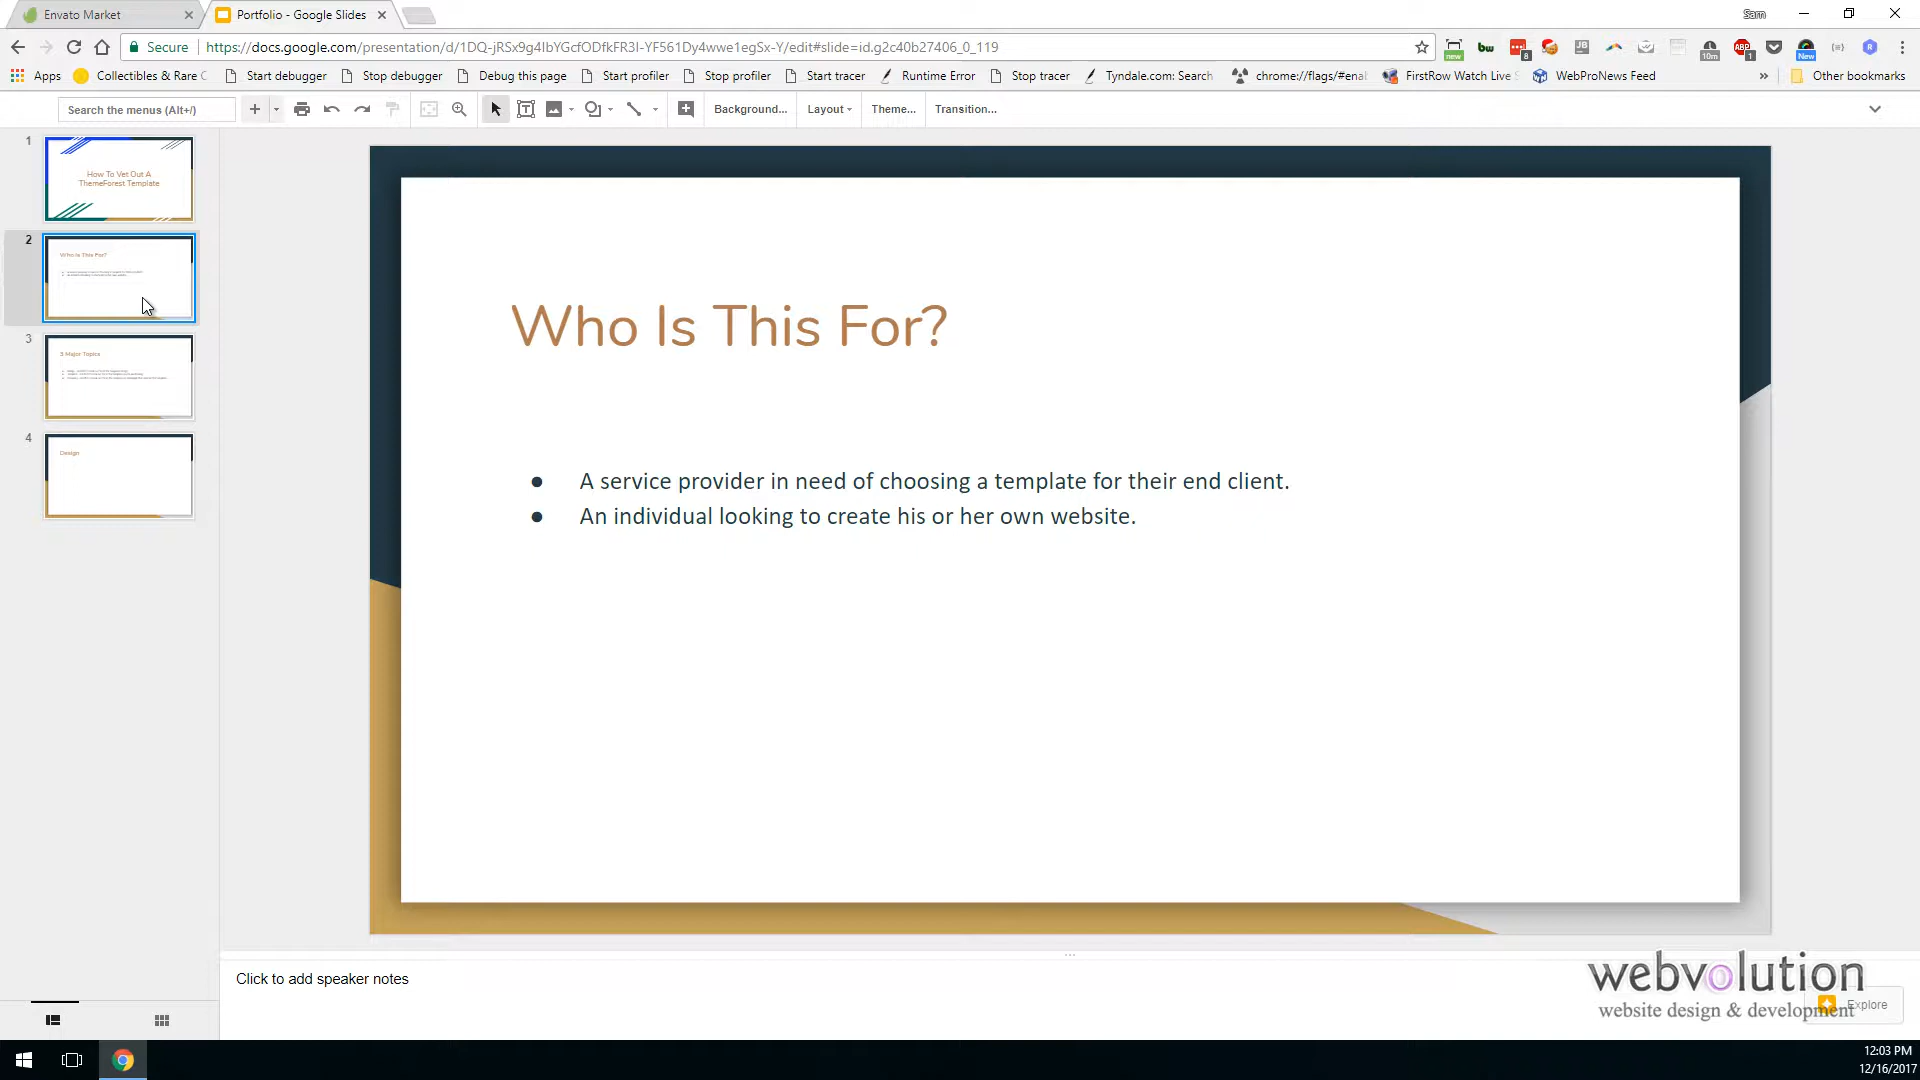 Envato Market
Portfolio - Google Slides
Sam
Secure
https://docs.google.com/presentation/d/1DQ-jRSx9g4IbYGcfODfkFR3I-YF561Dy4wwe1egSx-Y/edit#slide=id.g2c40b27406_0_119
Apps
Collectibles & Rare C
Start debugger
Stop debugger
Debug this page
Start profiler
Stop profiler
Start tracer
Runtime Error
Stop tracer
Tyndale.com: Search
chrome://flags/#enab
FirstRow Watch Live S
WebProNews Feed
Other bookmarks
Search the menus (Alt+/)
Background...
Layout
Theme...
Transition...
1
How To Vet Out A
ThemeForest Template
2
Who Is This For?
3
3 Major Topics
4
Design
Who Is This For?
● A service provider in need of choosing a template for their end client.
● An individual looking to create his or her own website.
Click to add speaker notes
webvolution
website design & development
Explore
12:03 PM
12/16/2017